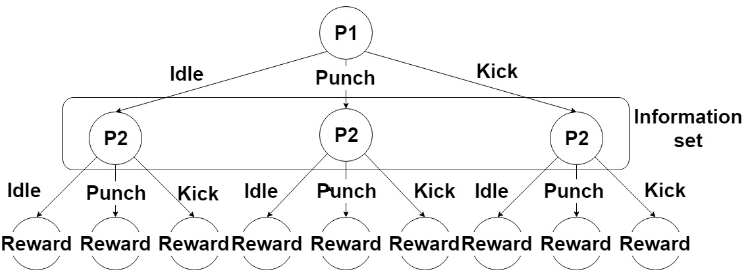 P1
Idle
Punch
Kick
P2
P2
P2
Information
set
Idle
Punch
Kick
Idle
Punch
Kick
Idle
Punch
Kick
Reward
Reward
Reward
Reward
Reward
Reward
Reward
Reward
Reward